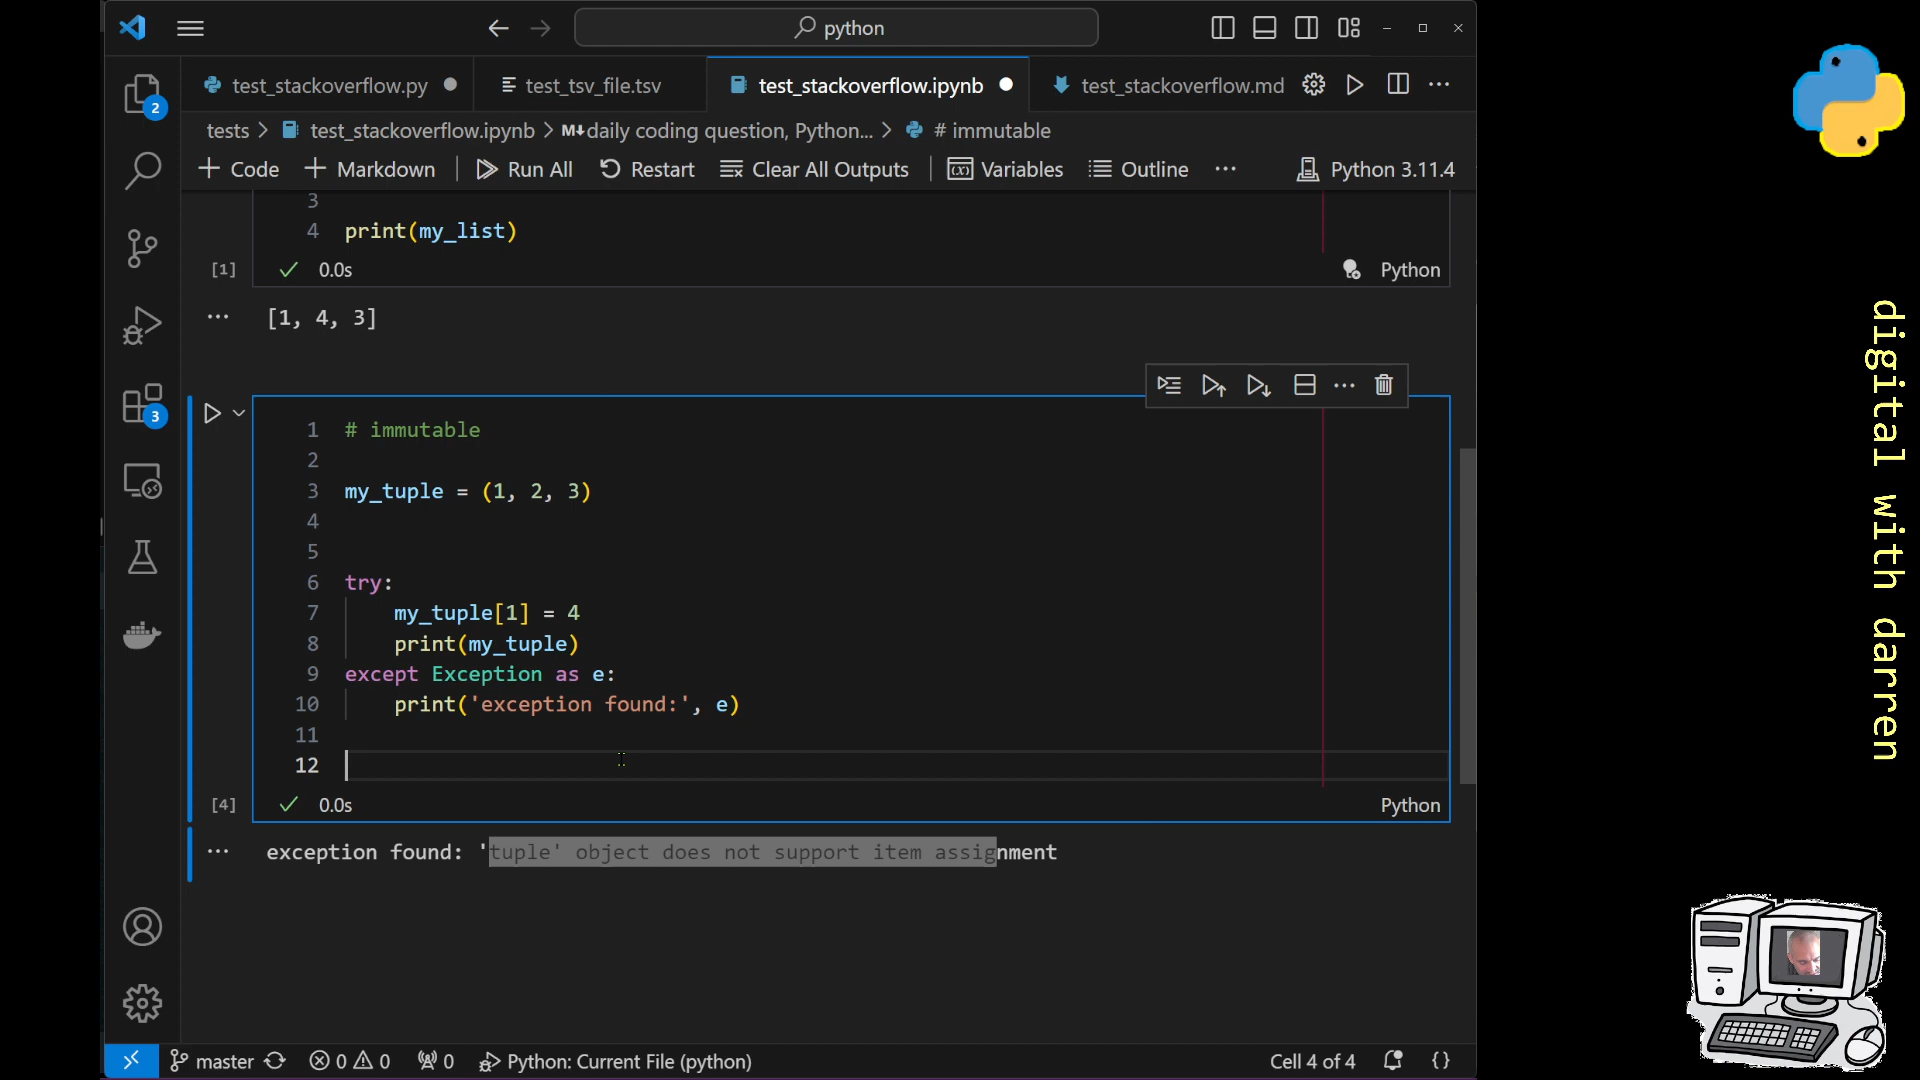 python
test_stackoverflow.py
test_tsv_file.tsv
test_stackoverflow.ipynb
test_stackoverflow.md
2
tests > test_stackoverflow.ipynb > M↓daily coding question, Python... > # immutable
+ Code + Markdown Run All Restart Clear All Outputs Variables Outline ... Python 3.11.4
3
4 print(my_list)
[1] 0.0s Python
[1, 4, 3]
3
1 # immutable
2
3 my_tuple = (1, 2, 3)
4
5
6 try:
7 my_tuple[1] = 4
8 print(my_tuple)
9 except Exception as e:
10 print('exception found:', e)
11
12
[4] 0.0s Python
exception found: 'tuple' object does not support item assignment
master 0 0 0 Python: Current File (python) Cell 4 of 4 {}
digital with darren